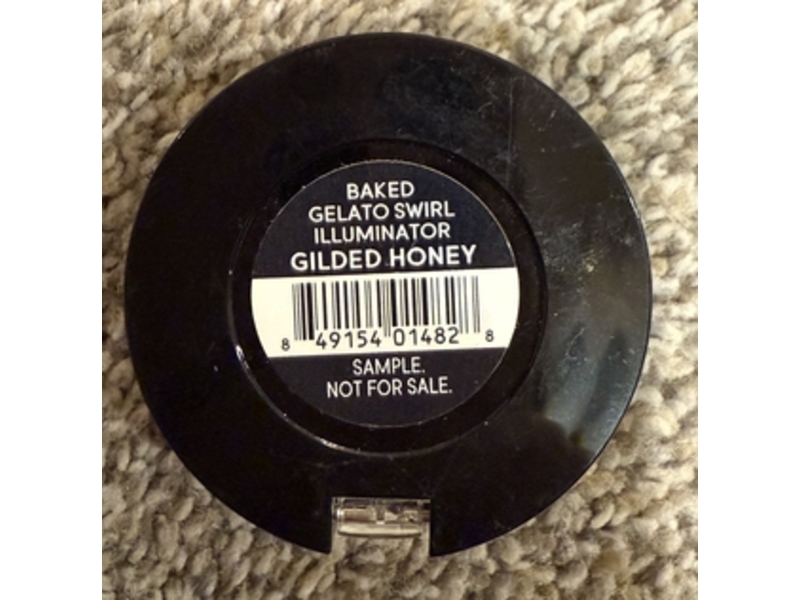 BAKED
GELATO SWIRL
ILLUMINATOR
GILDED HONEY
8 49154 01482 8
SAMPLE.
NOT FOR SALE.